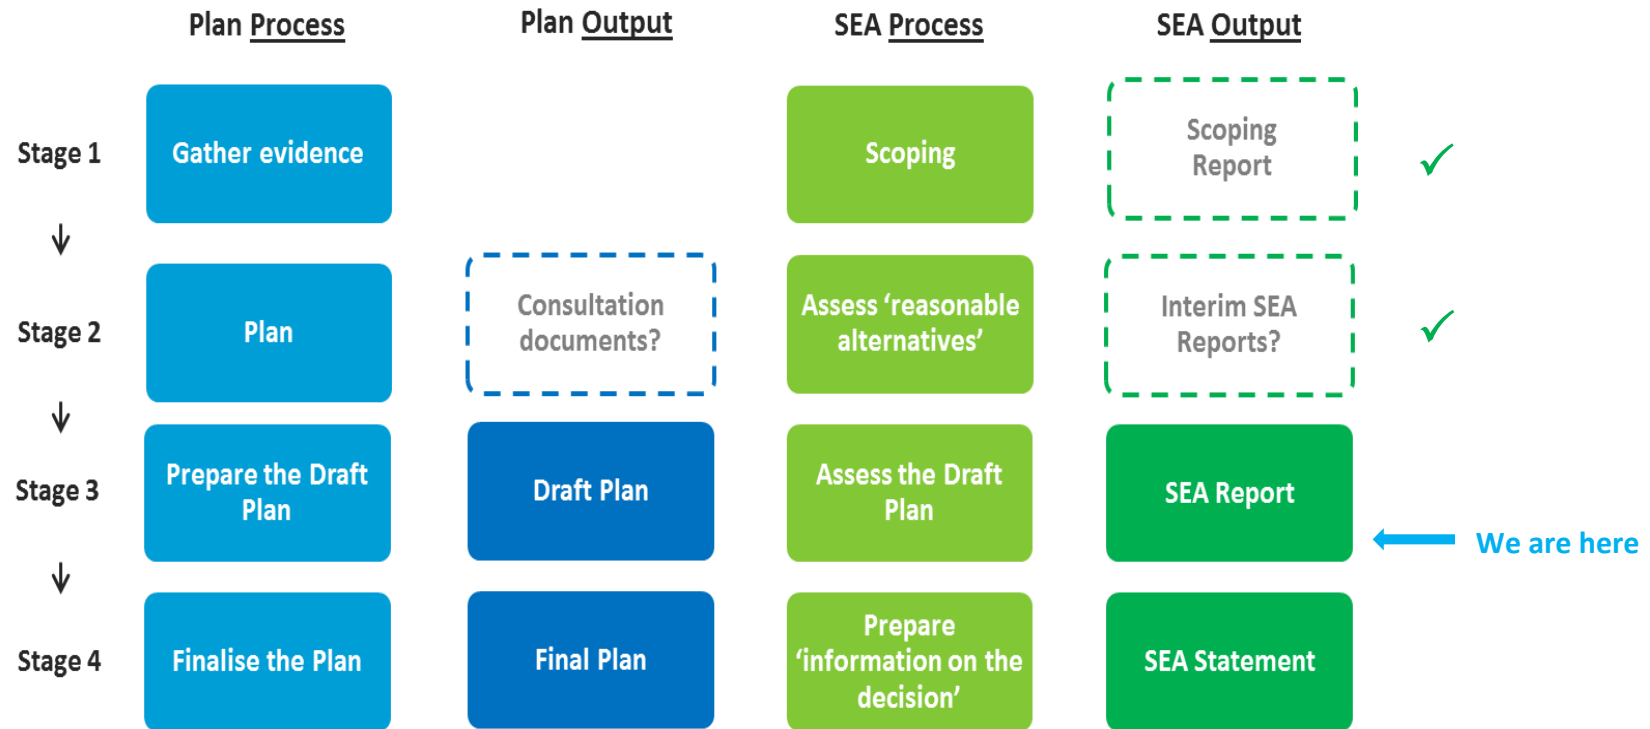 Plan Process
Plan Output
SEA Process
SEA Output
Stage 1
Gather evidence
Scoping
Scoping
Report
Stage 2
Plan
Consultation
documents?
Assess ‘reasonable
alternatives’
Interim SEA
Reports?
Stage 3
Prepare the Draft
Plan
Draft Plan
Assess the Draft
Plan
SEA Report
We are here
Stage 4
Finalise the Plan
Final Plan
Prepare
‘information on the
decision’
SEA Statement